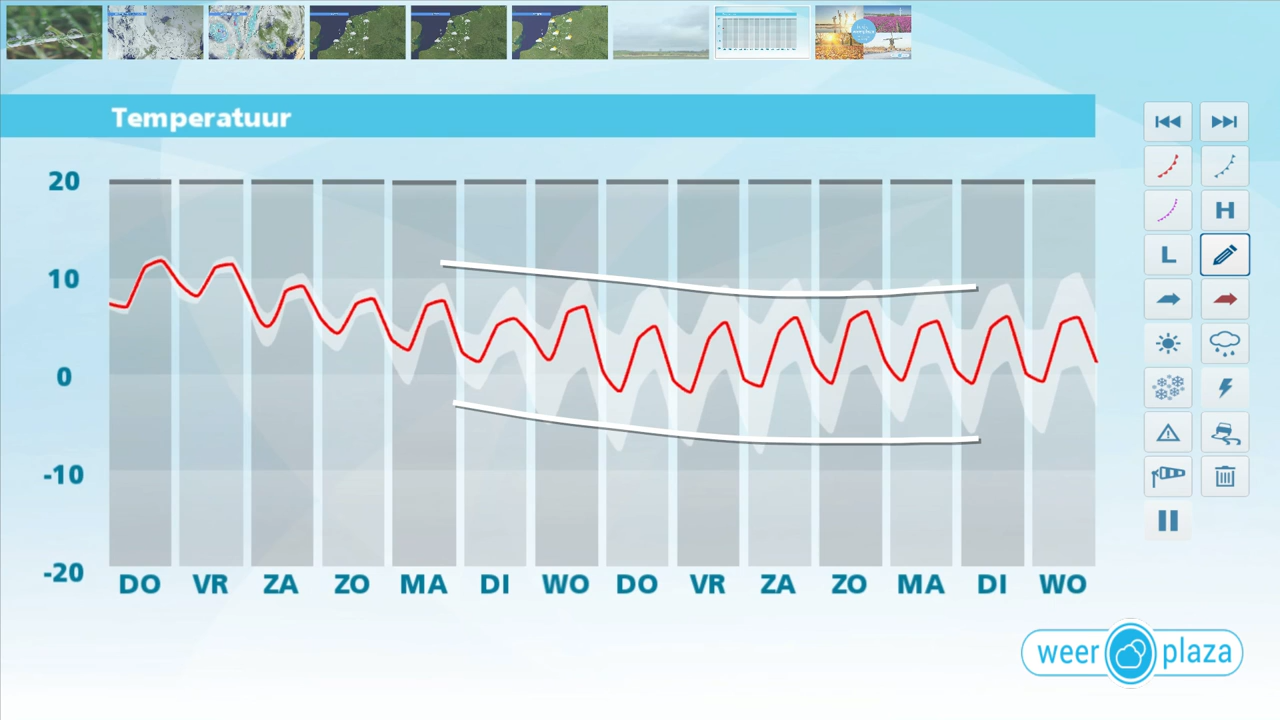 Temperatuur
20
10
0
-10
-20
DO VR ZA ZO MA DI WO DO VR ZA ZO MA DI WO
H
L
weer plaza